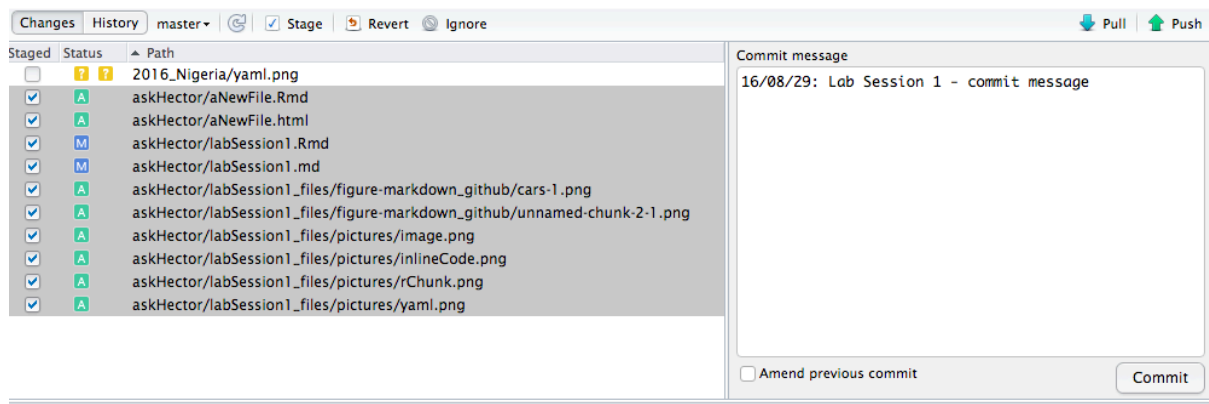 Changes History master Stage Revert Ignore Pull Push
Staged Status Path
? ? 2016_Nigeria/yaml.png
A askHector/aNewFile.Rmd
A askHector/aNewFile.html
M askHector/labSession1.Rmd
M askHector/labSession1.md
A askHector/labSession1_files/figure-markdown_github/cars-1.png
A askHector/labSession1_files/figure-markdown_github/unnamed-chunk-2-1.png
A askHector/labSession1_files/pictures/image.png
A askHector/labSession1_files/pictures/inlineCode.png
A askHector/labSession1_files/pictures/rChunk.png
A askHector/labSession1_files/pictures/yaml.png
Commit message
16/08/29: Lab Session 1 - commit message
Amend previous commit
Commit